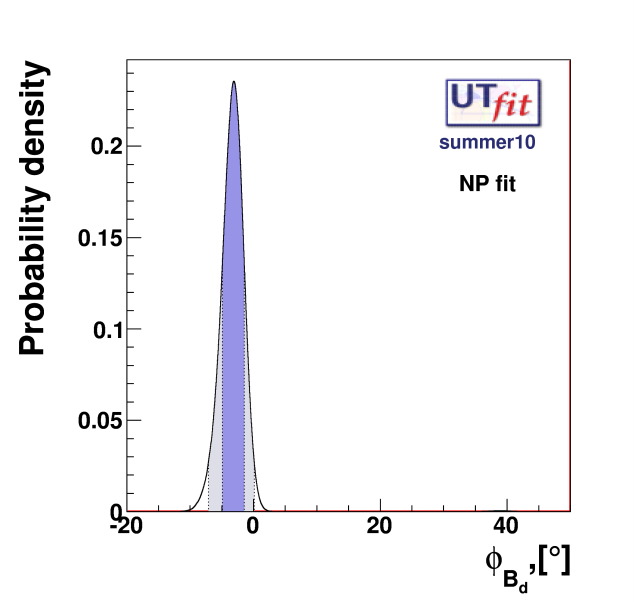 Probability density
0.2
0.15
0.1
0.05
0
-20 0 20 40
UTfit
summer10
NP fit
ϕB_d,[°]